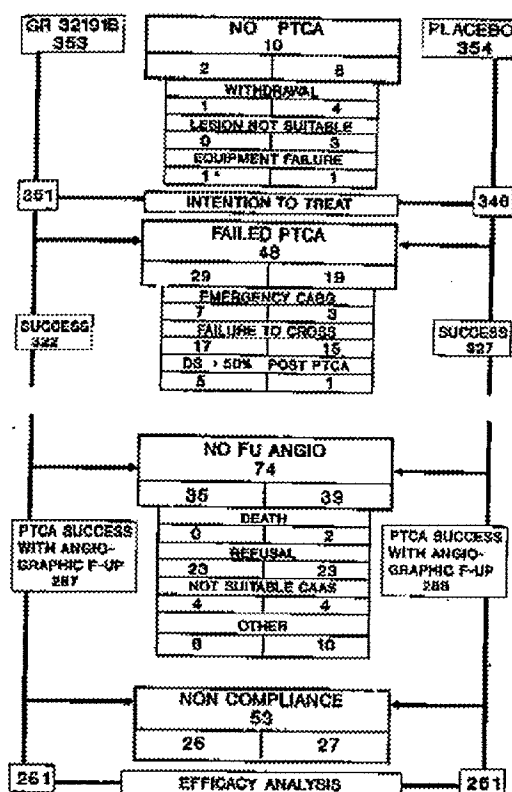 GR 32191B
353
NO PTCA
10
2 8
PLACEBO
354
WITHDRAWAL
1 4
LESION NOT SUITABLE
0 3
EQUIPMENT FAILURE
1* 1
351
INTENTION TO TREAT
346
FAILED PTCA
48
29 19
EMERGENCY CABG
7 3
FAILURE TO CROSS
17 15
DS > 50% POST PTCA
5 1
SUCCESS
322
SUCCESS
327
NO FU ANGIO
74
35 39
DEATH
0 2
REFUSAL
23 23
NOT SUITABLE CAAS
4 4
OTHER
8 10
PTCA SUCCESS
WITH ANGIO-
GRAPHIC F-UP
287
PTCA SUCCESS
WITH ANGIO-
GRAPHIC F-UP
288
NON COMPLIANCE
53
26 27
261
EFFICACY ANALYSIS
261